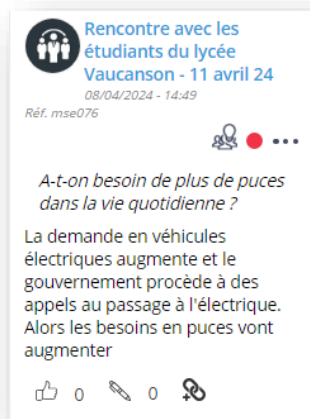 Rencontre avec les
étudiants du lycée
Vaucanson - 11 avril 24
08/04/2024 - 14:49
Réf. mse076
A-t-on besoin de plus de puces
dans la vie quotidienne ?
La demande en véhicules
électriques augmente et le
gouvernement procède à des
appels au passage à l'électrique.
Alors les besoins en puces vont
augmenter
0 0